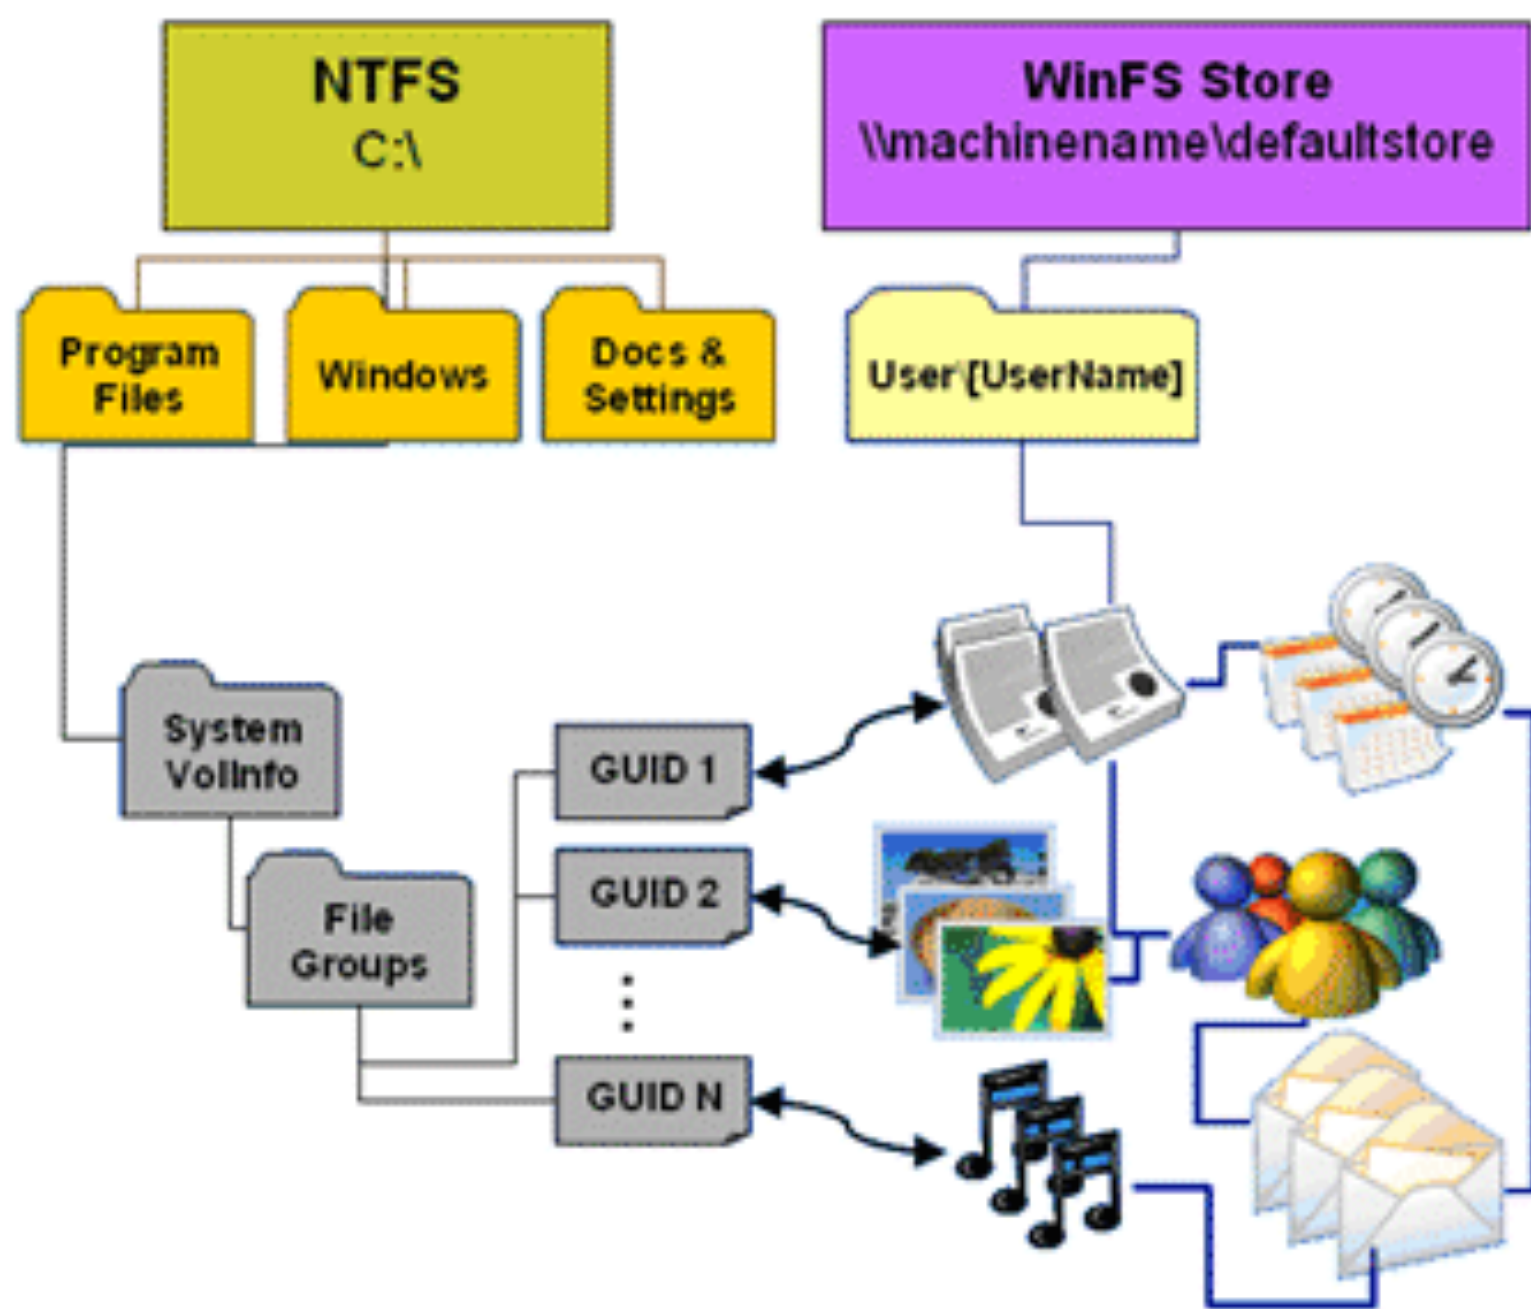 NTFS
C:\
WinFS Store
\\machinename\defaultstore
Program
Files
Windows
Docs &
Settings
User\[UserName]
System
VolInfo
File
Groups
GUID 1
GUID 2
GUID N